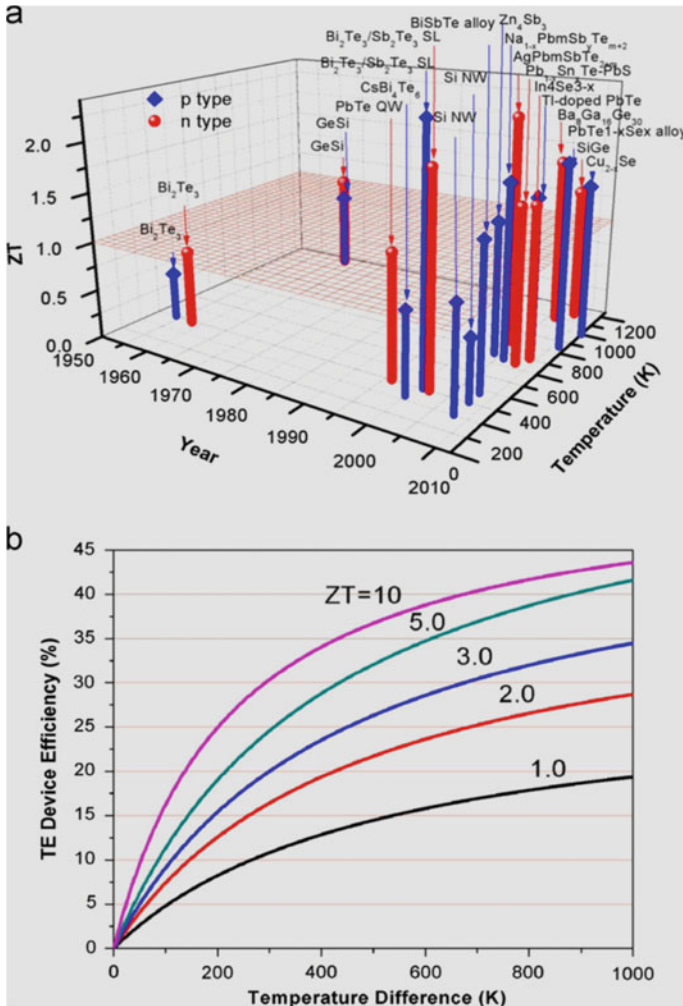 a
BiSbTe alloy Zn₄Sb₃
Bi₂Te₃/Sb₂Te₃ SL
Na₁₋ₓPbmSbᵧTeₘ₊₂
Bi₂Te₃/Sb₂Te₃ SL
CsBi₄Te₆
Si NW
In4Se3-x
PbTe QW
Si NW
Tl-doped PbTe
GeSi
Ba₈Ga₁₆Ge₃₀
PbTe1-xSex alloy
GeSi
SiGe
Cu₂₋ₓSe
p type
n type
Bi₂Te₃
Bi₂Te₃
ZT
2.0
1.5
1.0
0.5
0.0
1950
1960
1970
1980
1990
2000
2010
Year
0
200
400
600
800
1000
1200
Temperature (K)
b
TE Device Efficiency (%)
45
40
35
30
25
20
15
10
5
0
ZT=10
5.0
3.0
2.0
1.0
0
200
400
600
800
1000
Temperature Difference (K)